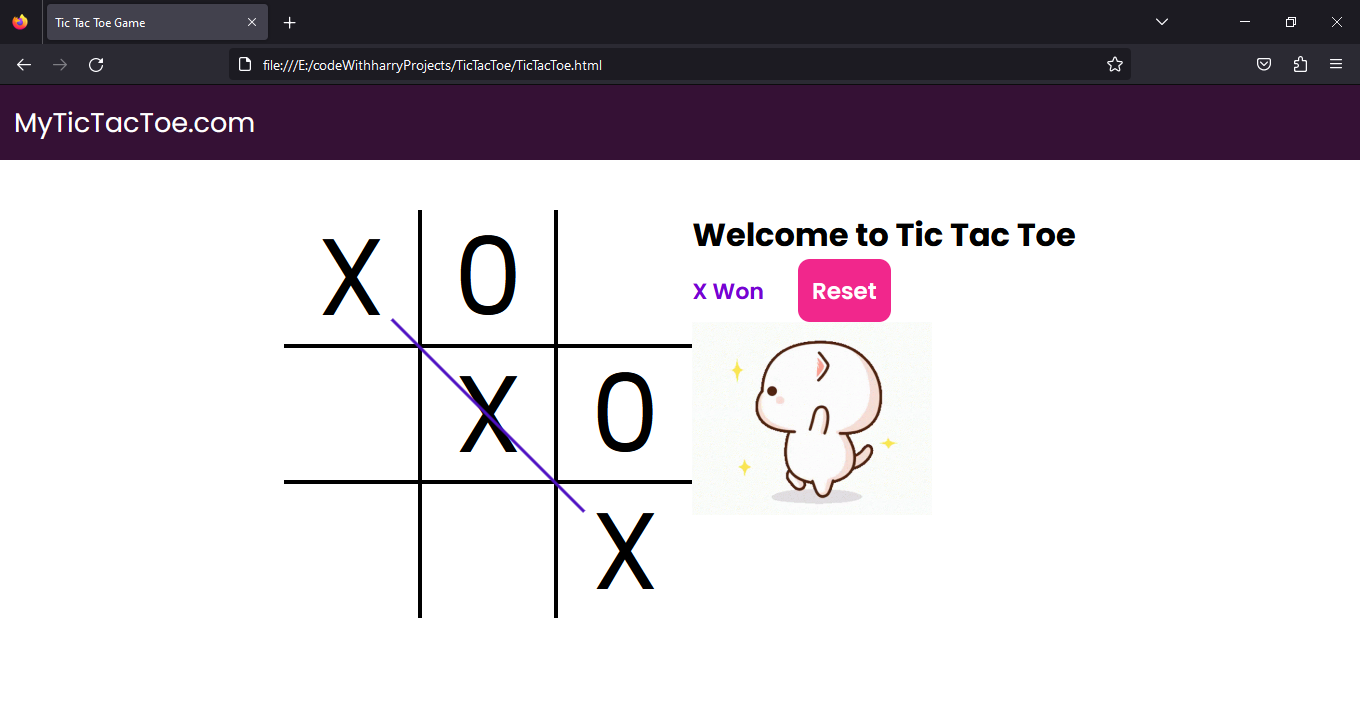 Tic Tac Toe Game
file:///E:/codeWithharryProjects/TicTacToe/TicTacToe.html
MyTicTacToe.com
X 0
X 0
X
Welcome to Tic Tac Toe
X Won Reset